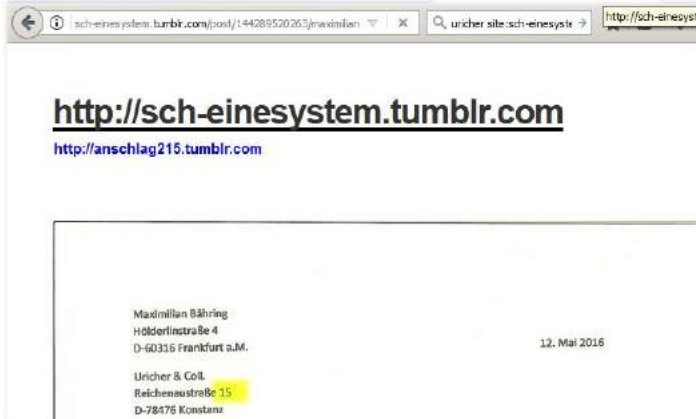 sch-einesystem.tumblr.com/post/144289520263/maximilian
uricher site:sch-einesyste
http://sch-einesyst
http://sch-einesystem.tumblr.com
http://anschlag215.tumblr.com
Maximilian Bähring
Hölderlinstraße 4
D-60316 Frankfurt a.M.
12. Mai 2016
Uricher & Coll.
Reichenaustraße 15
D-78476 Konstanz